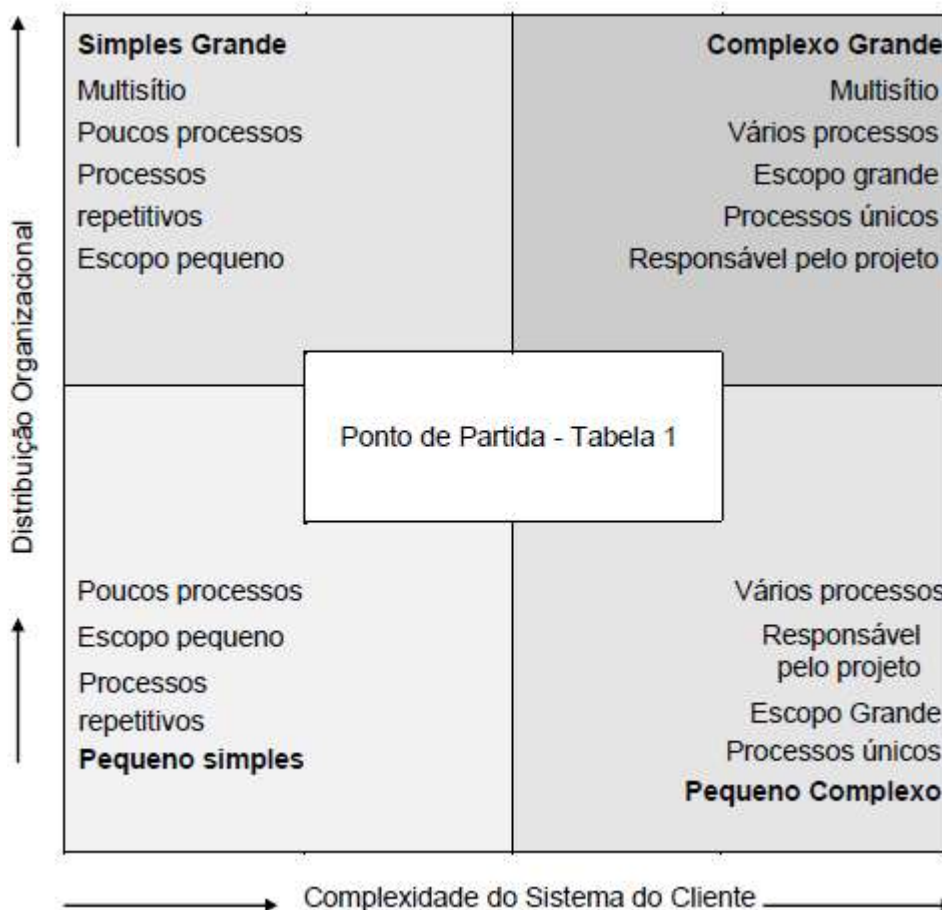 Simples Grande
Multisítio
Poucos processos
Processos
repetitivos
Escopo pequeno
Complexo Grande
Multisítio
Vários processos
Escopo grande
Processos únicos
Responsável pelo projeto
Distribuição Organizacional
Ponto de Partida - Tabela 1
Poucos processos
Escopo pequeno
Processos
repetitivos
Pequeno simples
Vários processos
Responsável
pelo projeto
Escopo Grande
Processos únicos
Pequeno Complexo
Complexidade do Sistema do Cliente